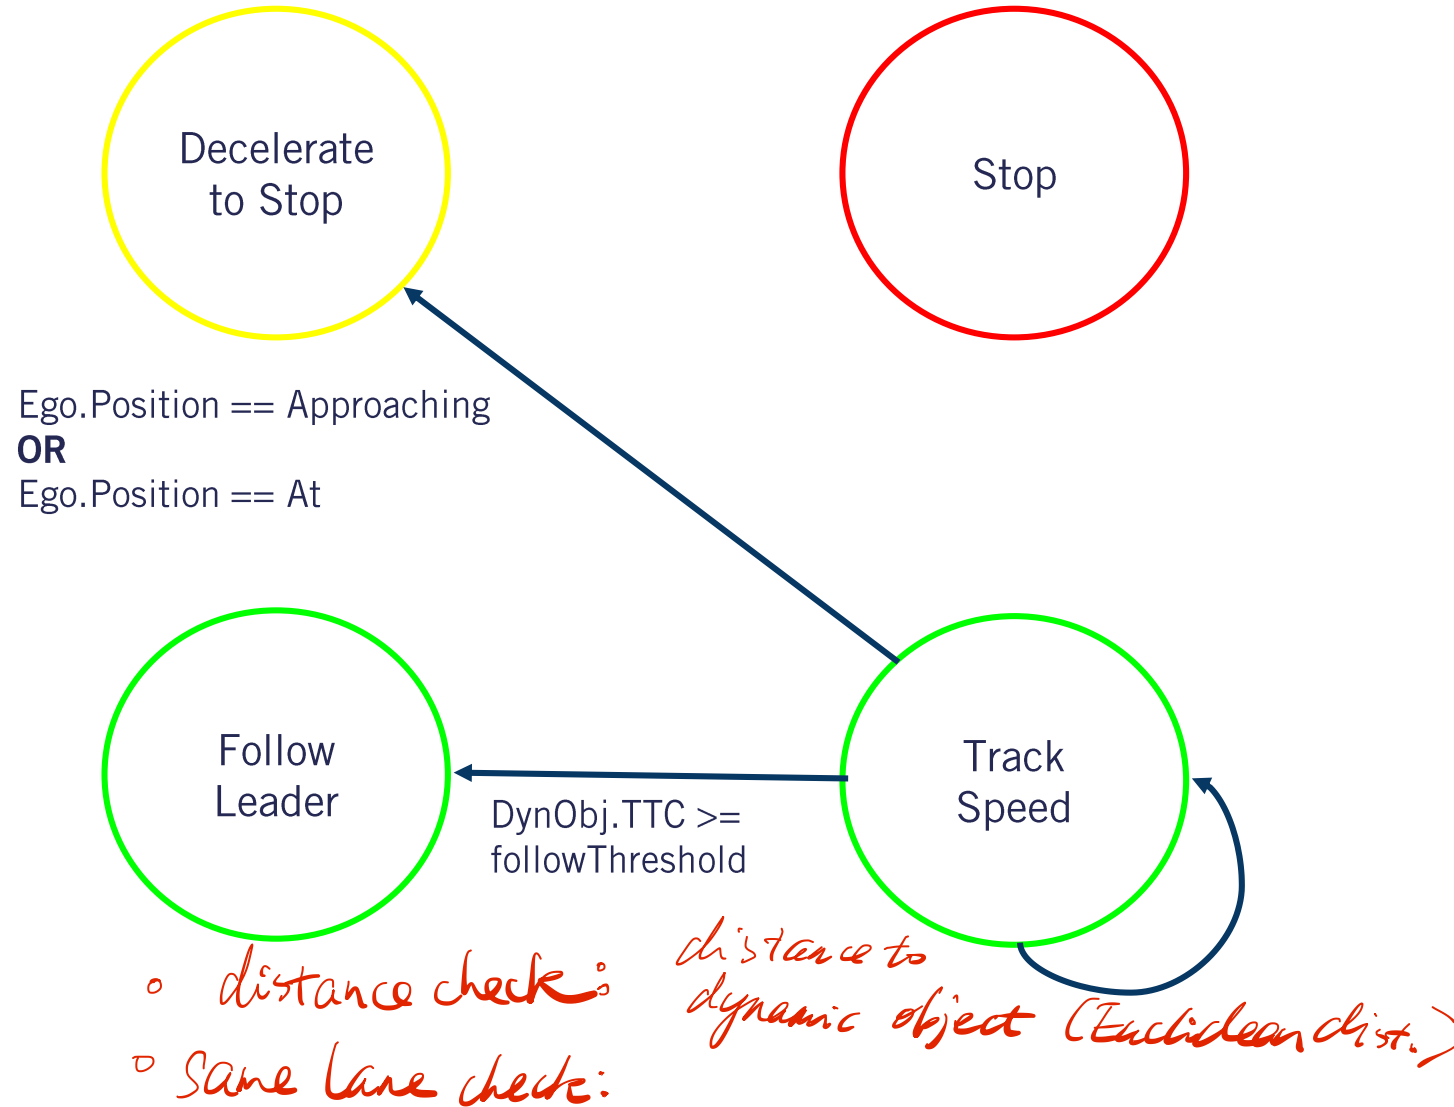 Decelerate
to Stop
Stop
Ego.Position == Approaching
OR
Ego.Position == At
Follow
Leader
DynObj.TTC >=
followThreshold
Track
Speed
◦ distance check:
distance to
dynamic object (Euclidean dist.)
◦ Same Lane check: